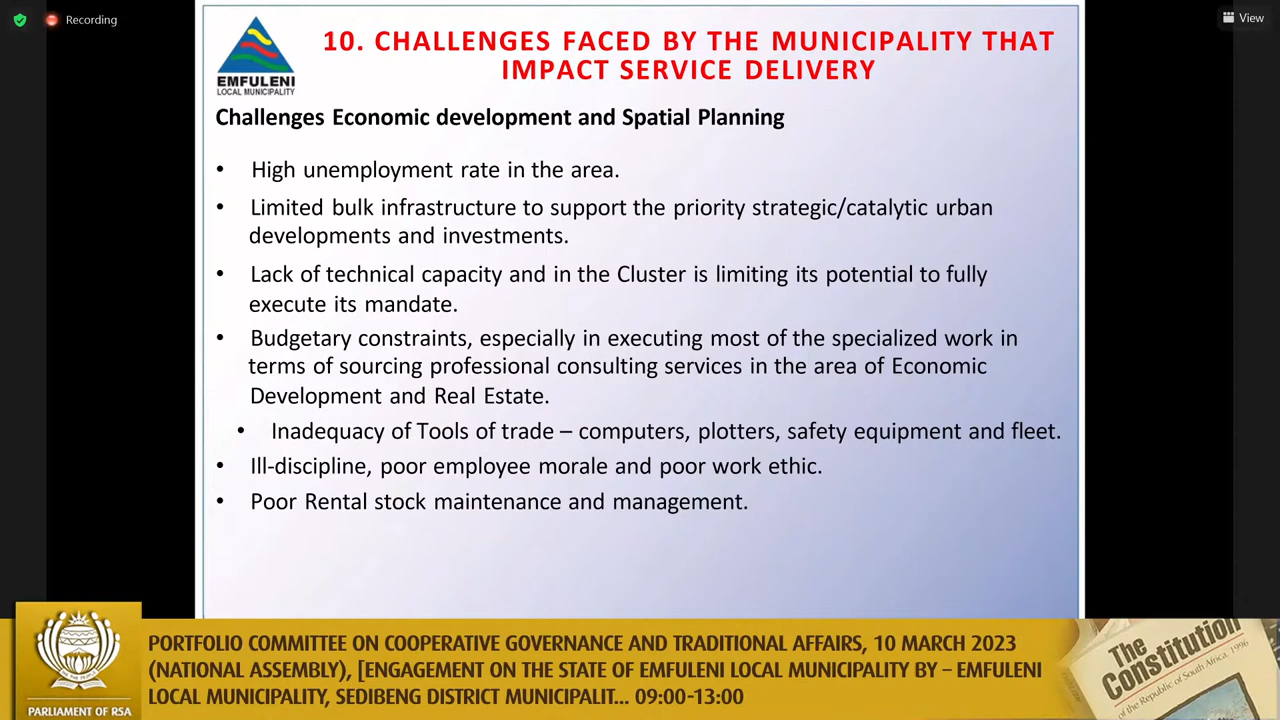 Recording
View
10. CHALLENGES FACED BY THE MUNICIPALITY THAT
IMPACT SERVICE DELIVERY
EMFULENI
LOCAL MUNICIPALITY
Challenges Economic development and Spatial Planning
• High unemployment rate in the area.
• Limited bulk infrastructure to support the priority strategic/catalytic urban
developments and investments.
• Lack of technical capacity and in the Cluster is limiting its potential to fully
execute its mandate.
• Budgetary constraints, especially in executing most of the specialized work in
terms of sourcing professional consulting services in the area of Economic
Development and Real Estate.
• Inadequacy of Tools of trade – computers, plotters, safety equipment and fleet.
• Ill-discipline, poor employee morale and poor work ethic.
• Poor Rental stock maintenance and management.
PORTFOLIO COMMITTEE ON COOPERATIVE GOVERNANCE AND TRADITIONAL AFFAIRS, 10 MARCH 2023
(NATIONAL ASSEMBLY), [ENGAGEMENT ON THE STATE OF EMFULENI LOCAL MUNICIPALITY BY – EMFULENI
LOCAL MUNICIPALITY, SEDIBENG DISTRICT MUNICIPALIT... 09:00-13:00
PARLIAMENT OF RSA
The
Constitution
of the Republic of South Africa, 1996